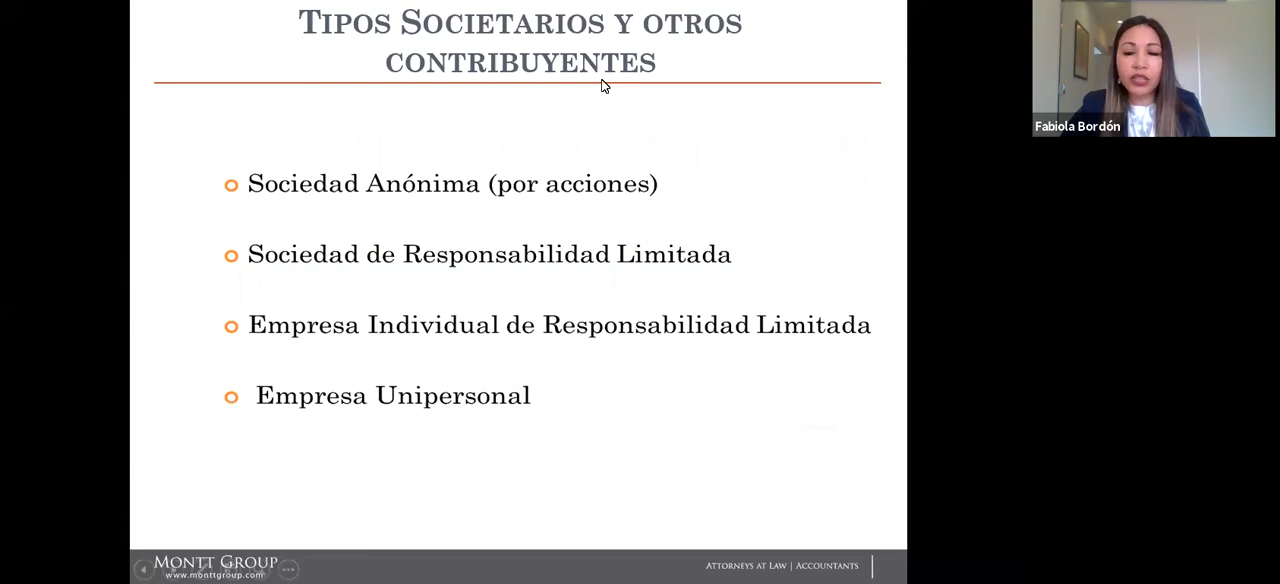 TIPOS SOCIETARIOS Y OTROS
CONTRIBUYENTES
Sociedad Anónima (por acciones)
Sociedad de Responsabilidad Limitada
Empresa Individual de Responsabilidad Limitada
Empresa Unipersonal
MONTT GROUP
www.monttgroup.com
ATTORNEYS AT LAW | ACCOUNTANTS
Fabiola Bordón